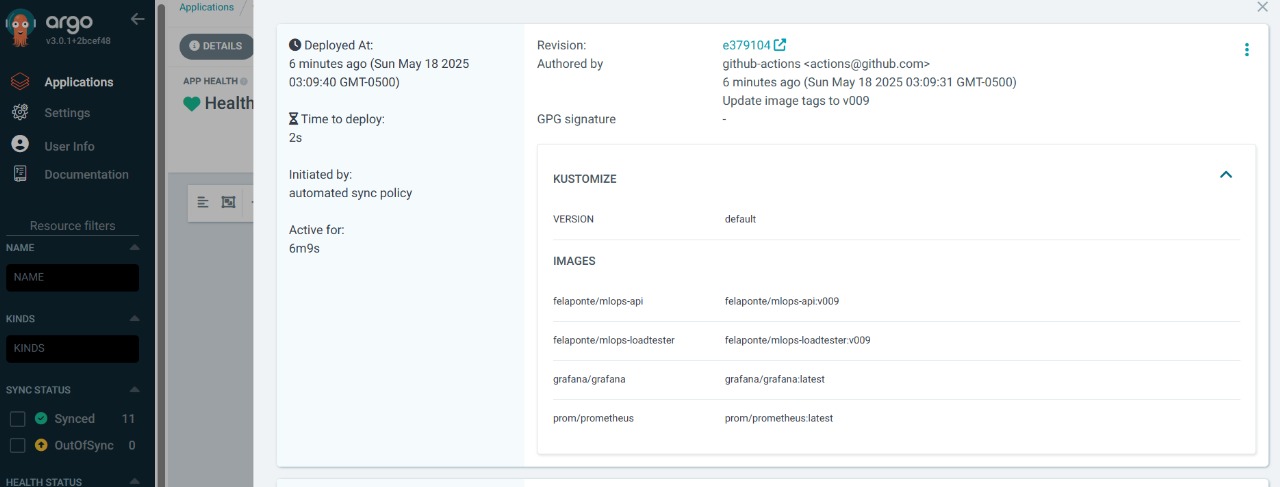 argo
v3.0.1+2bcef48
Applications
Settings
User Info
Documentation
Resource filters
NAME
NAME
KINDS
KINDS
SYNC STATUS
Synced 11
OutOfSync 0
HEALTH STATUS
Applications /
DETAILS
APP HEALTH
Health
Deployed At:
6 minutes ago (Sun May 18 2025
03:09:40 GMT-0500)
Time to deploy:
2s
Initiated by:
automated sync policy
Active for:
6m9s
Revision: e379104
Authored by github-actions <actions@github.com>
6 minutes ago (Sun May 18 2025 03:09:31 GMT-0500)
Update image tags to v009
GPG signature -
KUSTOMIZE
VERSION default
IMAGES
felaponte/mlops-api felaponte/mlops-api:v009
felaponte/mlops-loadtester felaponte/mlops-loadtester:v009
grafana/grafana grafana/grafana:latest
prom/prometheus prom/prometheus:latest